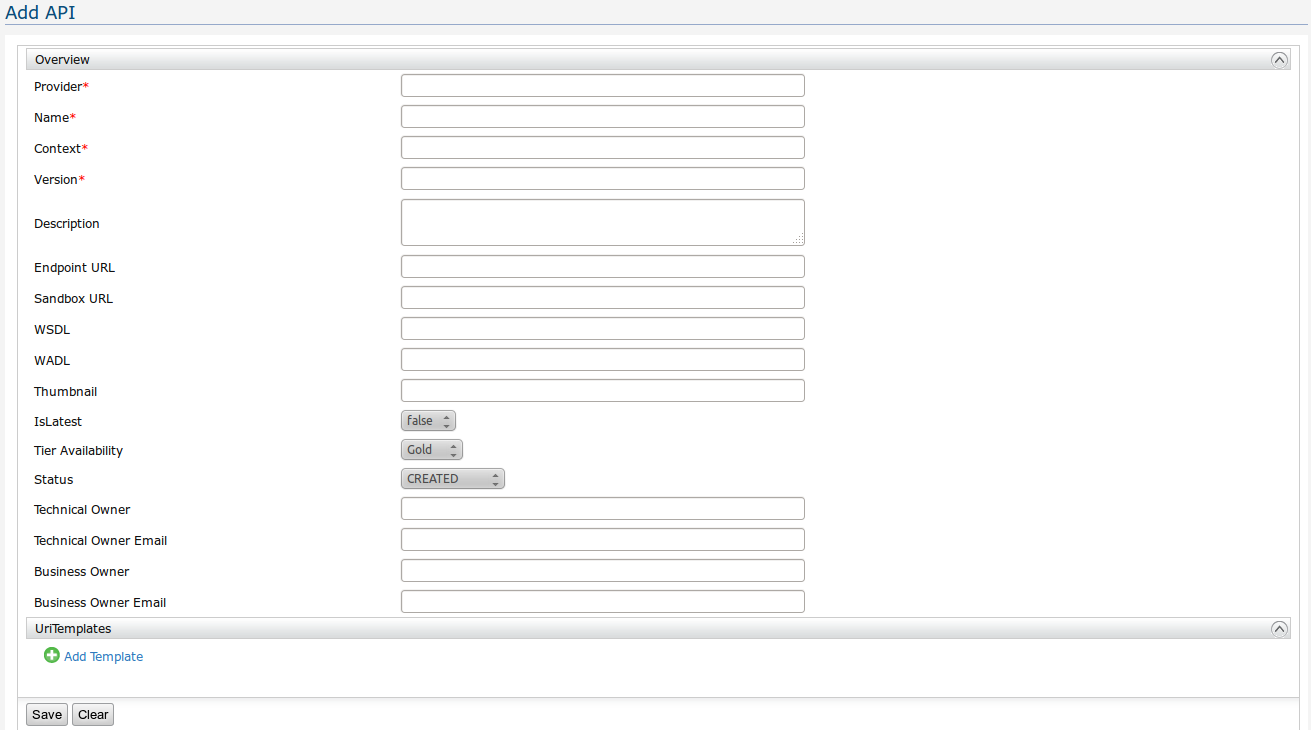 Add API
Overview
Provider*
Name*
Context*
Version*
Description
Endpoint URL
Sandbox URL
WSDL
WADL
Thumbnail
IsLatest false
Tier Availability Gold
Status CREATED
Technical Owner
Technical Owner Email
Business Owner
Business Owner Email
UriTemplates
Add Template
Save Clear